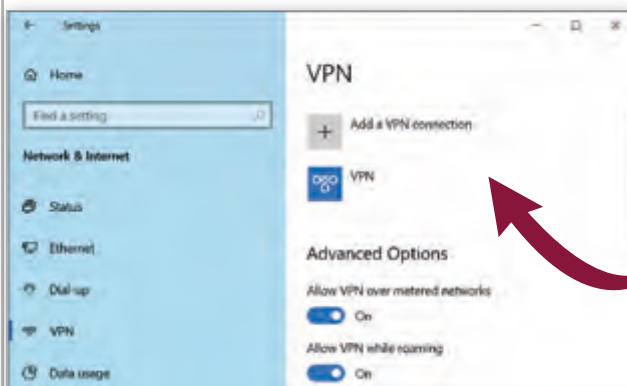 Settings
Home
Find a setting
Network & Internet
Status
Ethernet
Dial-up
VPN
Data usage
VPN
Add a VPN connection
VPN
Advanced Options
Allow VPN over metered networks
On
Allow VPN while roaming
On